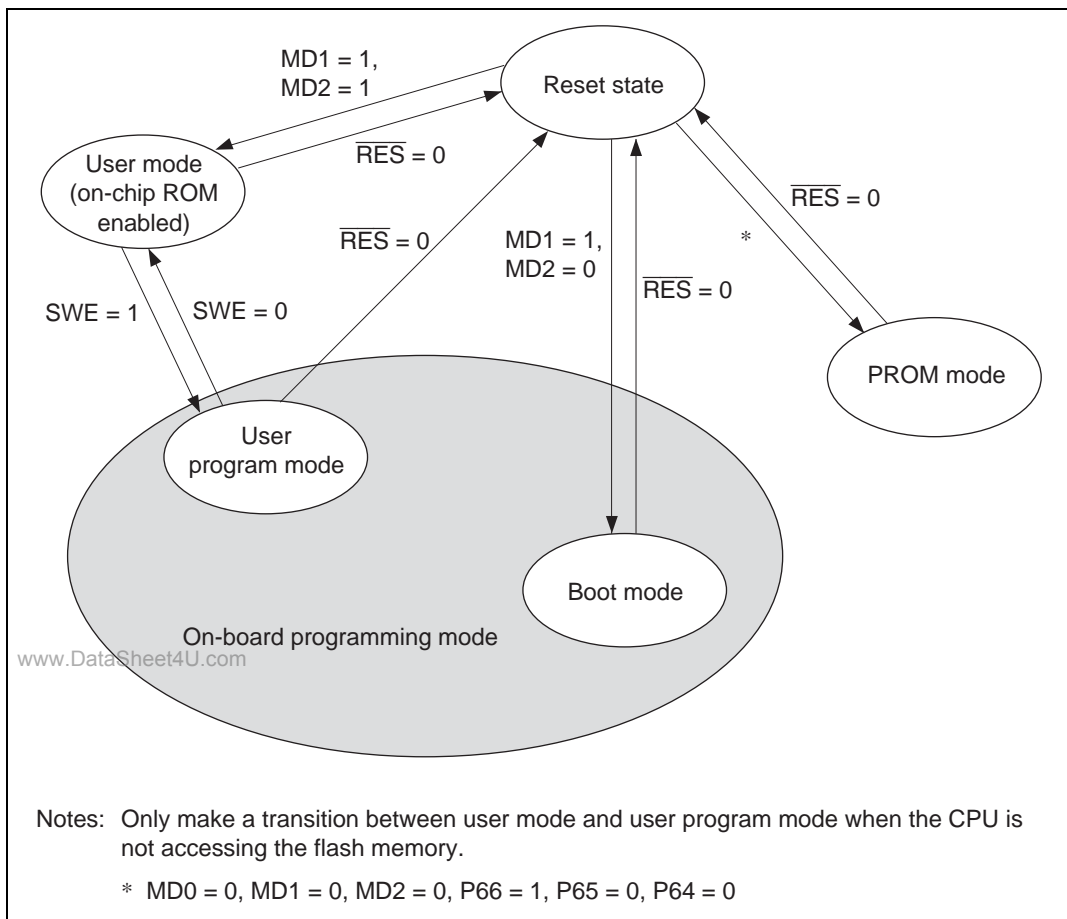 MD1 = 1,
MD2 = 1
Reset state
RES = 0
User mode
(on-chip ROM
enabled)
RES = 0
MD1 = 1,
MD2 = 0
RES = 0
*
RES = 0
SWE = 1
SWE = 0
PROM mode
User
program mode
Boot mode
On-board programming mode
www.DataSheet4U.com
Notes: Only make a transition between user mode and user program mode when the CPU is
not accessing the flash memory.
* MD0 = 0, MD1 = 0, MD2 = 0, P66 = 1, P65 = 0, P64 = 0